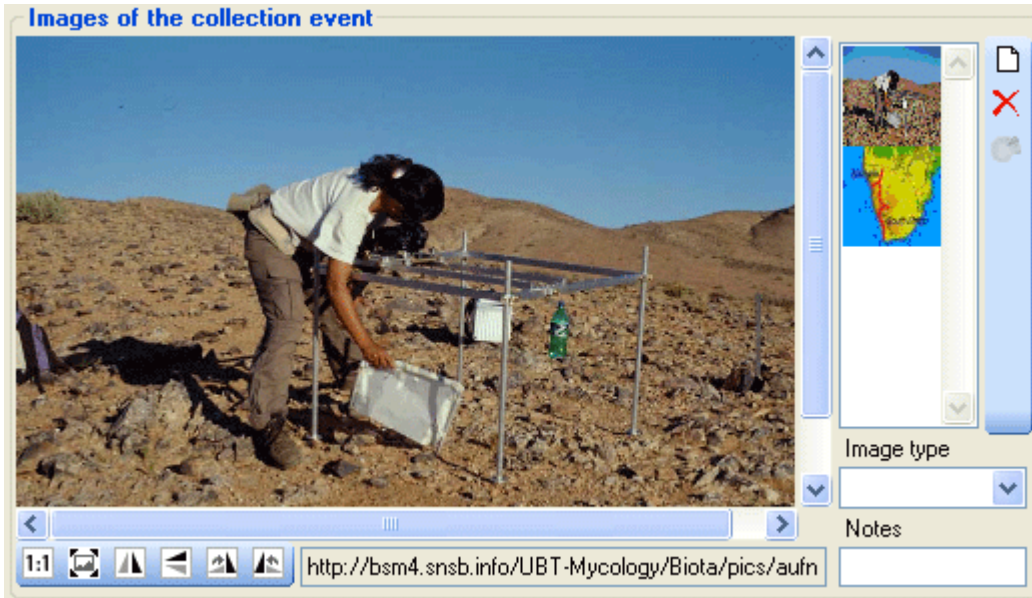 Images of the collection event
Image type
Notes
1:1
http://bsm4.snsb.info/UBT-Mycology/Biota/pics/aufn